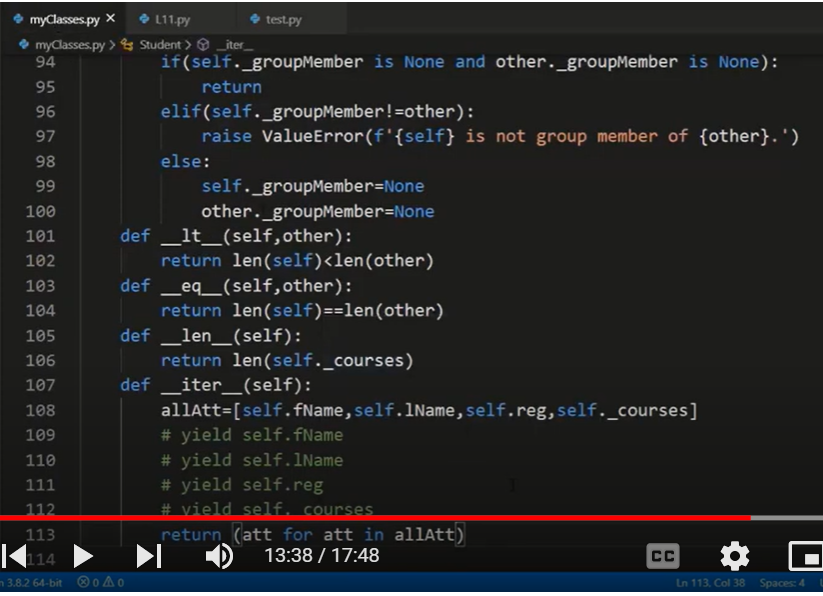 myClasses.py
L11.py
test.py
myClasses.py > Student > __iter__
94 if(self._groupMember is None and other._groupMember is None):
95 return
96 elif(self._groupMember!=other):
97 raise ValueError(f'{self} is not group member of {other}.')
98 else:
99 self._groupMember=None
100 other._groupMember=None
101 def __lt__(self,other):
102 return len(self)<len(other)
103 def __eq__(self,other):
104 return len(self)==len(other)
105 def __len__(self):
106 return len(self._courses)
107 def __iter__(self):
108 allAtt=[self.fName,self.lName,self.reg,self._courses]
109 # yield self.fName
110 # yield self.lName
111 # yield self.reg
112 # yield self._courses
113 return (att for att in allAtt)
114
13:38 / 17:48
CC
n 3.8.2 64-bit 0 0
Ln 113, Col 38 Spaces: 4